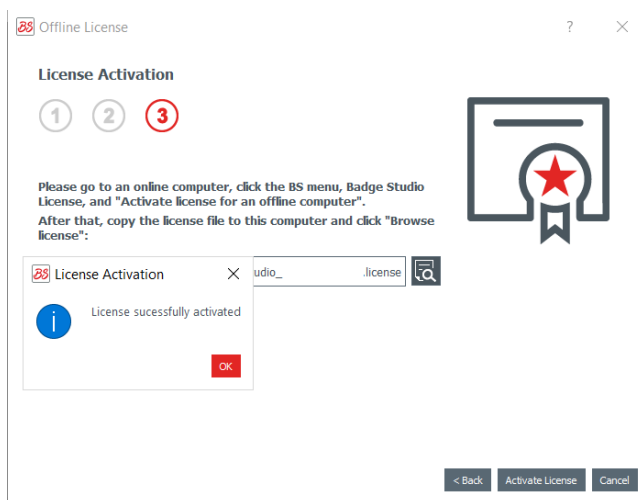 BS Offline License ?
License Activation
1 2 3
Please go to an online computer, click the BS menu, Badge Studio
License, and "Activate license for an offline computer".
After that, copy the license file to this computer and click "Browse
license":
udio_ .license
BS License Activation
License sucessfully activated
i
OK
< Back Activate License Cancel